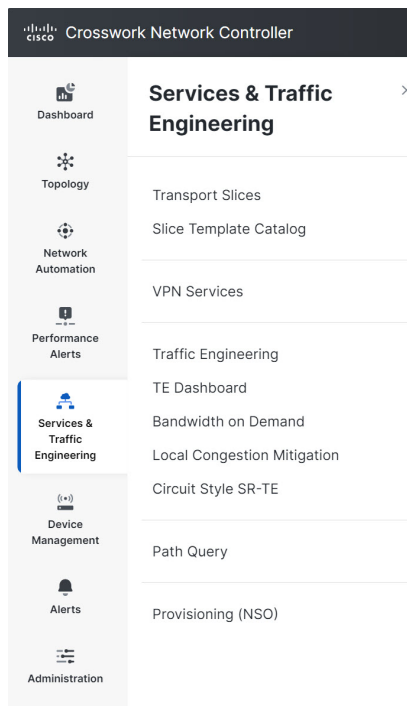 CISCO Crosswork Network Controller
Dashboard
Topology
Network
Automation
Performance
Alerts
Services &
Traffic
Engineering
Device
Management
Alerts
Administration
Services & Traffic
Engineering
Transport Slices
Slice Template Catalog
VPN Services
Traffic Engineering
TE Dashboard
Bandwidth on Demand
Local Congestion Mitigation
Circuit Style SR-TE
Path Query
Provisioning (NSO)